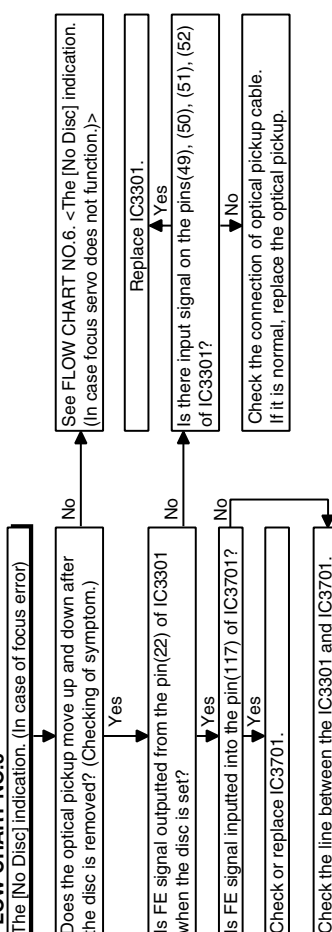 The [No Disc] indication. (In case of focus error)
Does the optical pickup move up and down after
the disc is removed? (Checking of symptom.)
No
See FLOW CHART NO.6. <The [No Disc] indication.
(In case focus servo does not function.)>
Yes
Is FE signal outputted from the pin(22) of IC3301
when the disc is set?
No
Is there input signal on the pins(49), (50), (51), (52)
of IC3301?
Yes
Replace IC3301.
No
Check the connection of optical pickup cable.
If it is normal, replace the optical pickup.
Yes
Is FE signal inputted into the pin(117) of IC3701?
No
Yes
Check or replace IC3701.
Check the line between the IC3301 and IC3701.